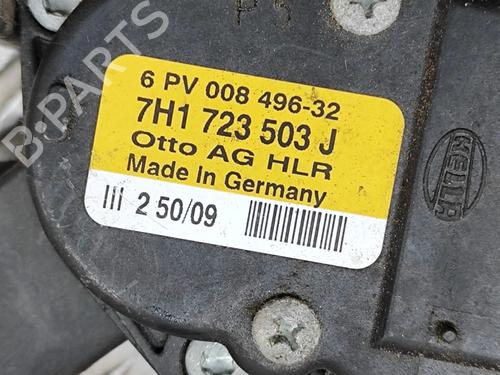 P5
6 PV 008 496-32
7H1 723 503 J
Otto AG HLR
Made In Germany
III 2 50/09
HELLA
B-PARTS